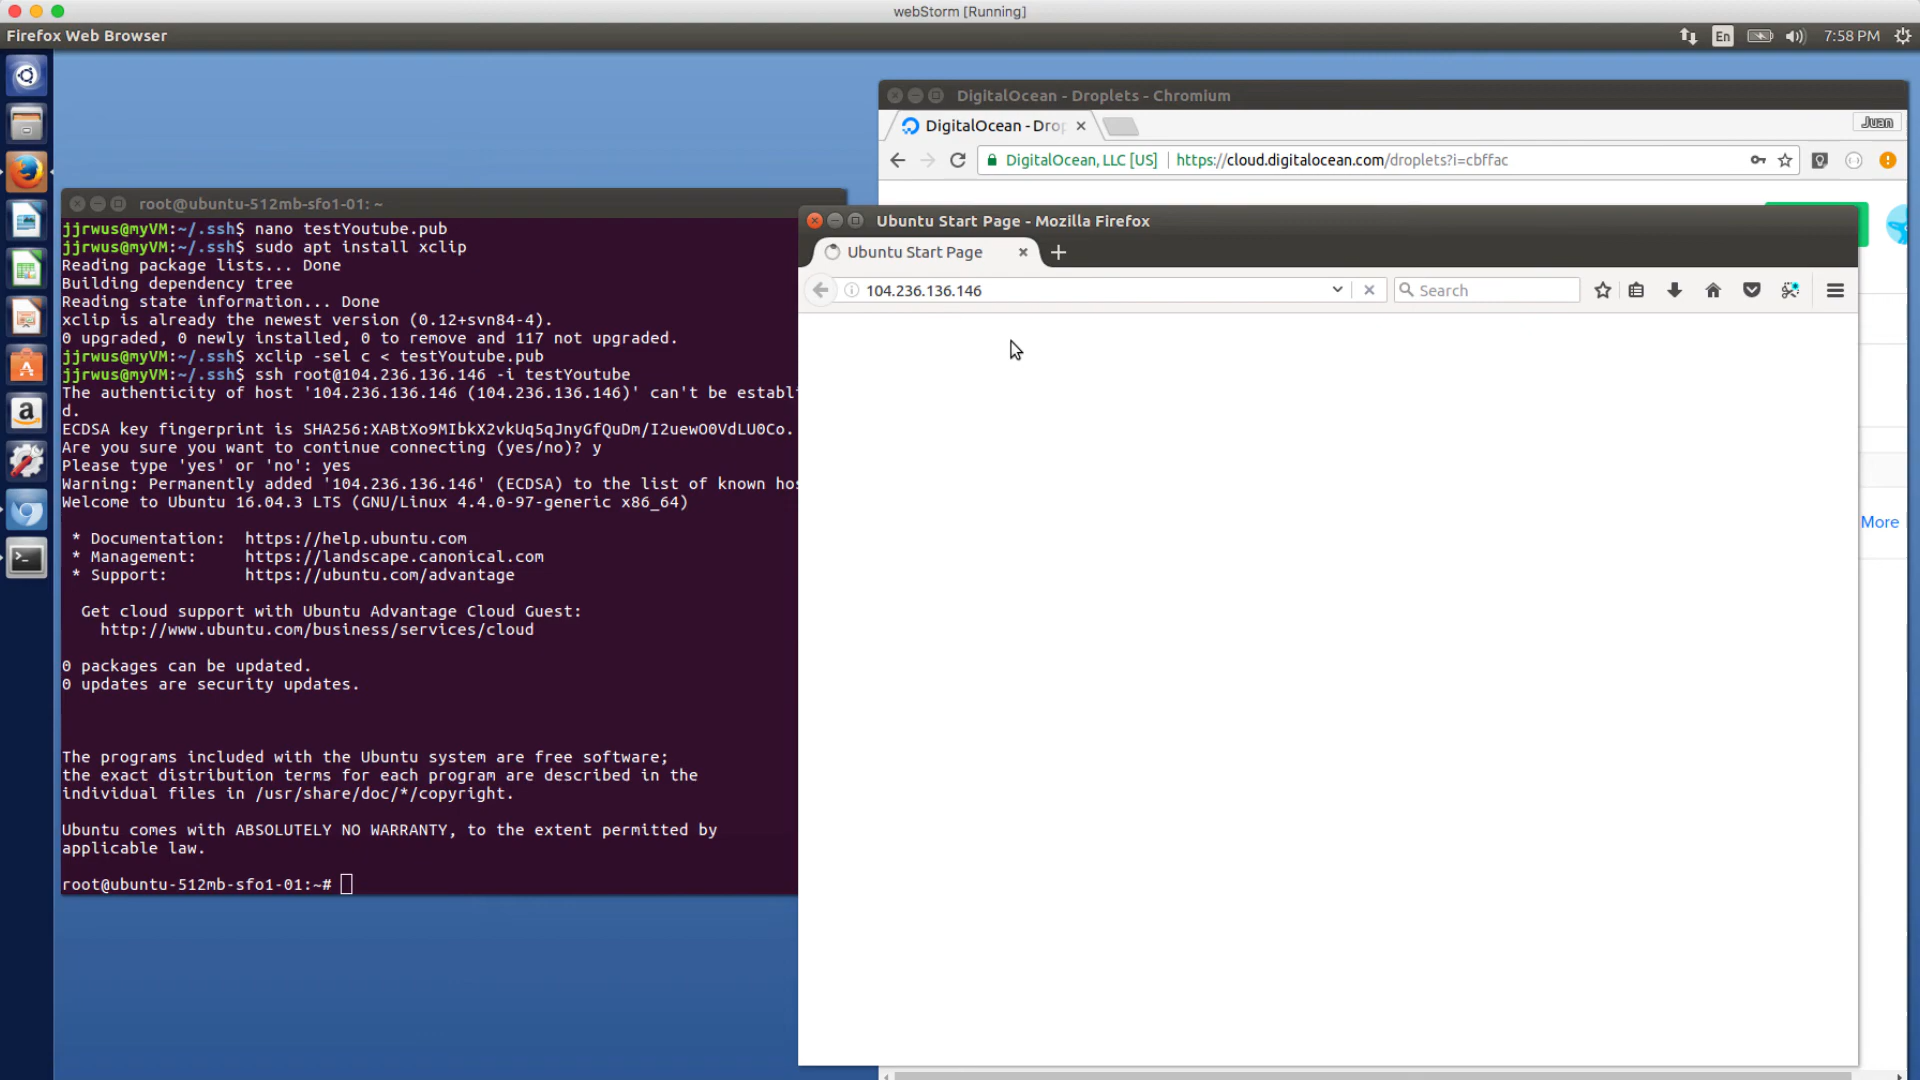 webStorm [Running]
Firefox Web Browser
En
7:58 PM
DigitalOcean - Droplets - Chromium
DigitalOcean - Drop
Juan
DigitalOcean, LLC [US]
https://cloud.digitalocean.com/droplets?i=cbffac
More
root@ubuntu-512mb-sfo1-01: ~
jjrwus@myVM:~/.ssh$ nano testYoutube.pub
jjrwus@myVM:~/.ssh$ sudo apt install xclip
Reading package lists... Done
Building dependency tree
Reading state information... Done
xclip is already the newest version (0.12+svn84-4).
0 upgraded, 0 newly installed, 0 to remove and 117 not upgraded.
jjrwus@myVM:~/.ssh$ xclip -sel c < testYoutube.pub
jjrwus@myVM:~/.ssh$ ssh root@104.236.136.146 -i testYoutube
The authenticity of host '104.236.136.146 (104.236.136.146)' can't be establi
d.
ECDSA key fingerprint is SHA256:XABtXo9MIbkX2vkUq5qJnyGfQuDm/I2uewO0VdLU0Co.
Are you sure you want to continue connecting (yes/no)? y
Please type 'yes' or 'no': yes
Warning: Permanently added '104.236.136.146' (ECDSA) to the list of known hos
Welcome to Ubuntu 16.04.3 LTS (GNU/Linux 4.4.0-97-generic x86_64)
* Documentation: https://help.ubuntu.com
* Management: https://landscape.canonical.com
* Support: https://ubuntu.com/advantage
Get cloud support with Ubuntu Advantage Cloud Guest:
http://www.ubuntu.com/business/services/cloud
0 packages can be updated.
0 updates are security updates.
The programs included with the Ubuntu system are free software;
the exact distribution terms for each program are described in the
individual files in /usr/share/doc/*/copyright.
Ubuntu comes with ABSOLUTELY NO WARRANTY, to the extent permitted by
applicable law.
root@ubuntu-512mb-sfo1-01:~#
Ubuntu Start Page - Mozilla Firefox
Ubuntu Start Page
104.236.136.146
Search